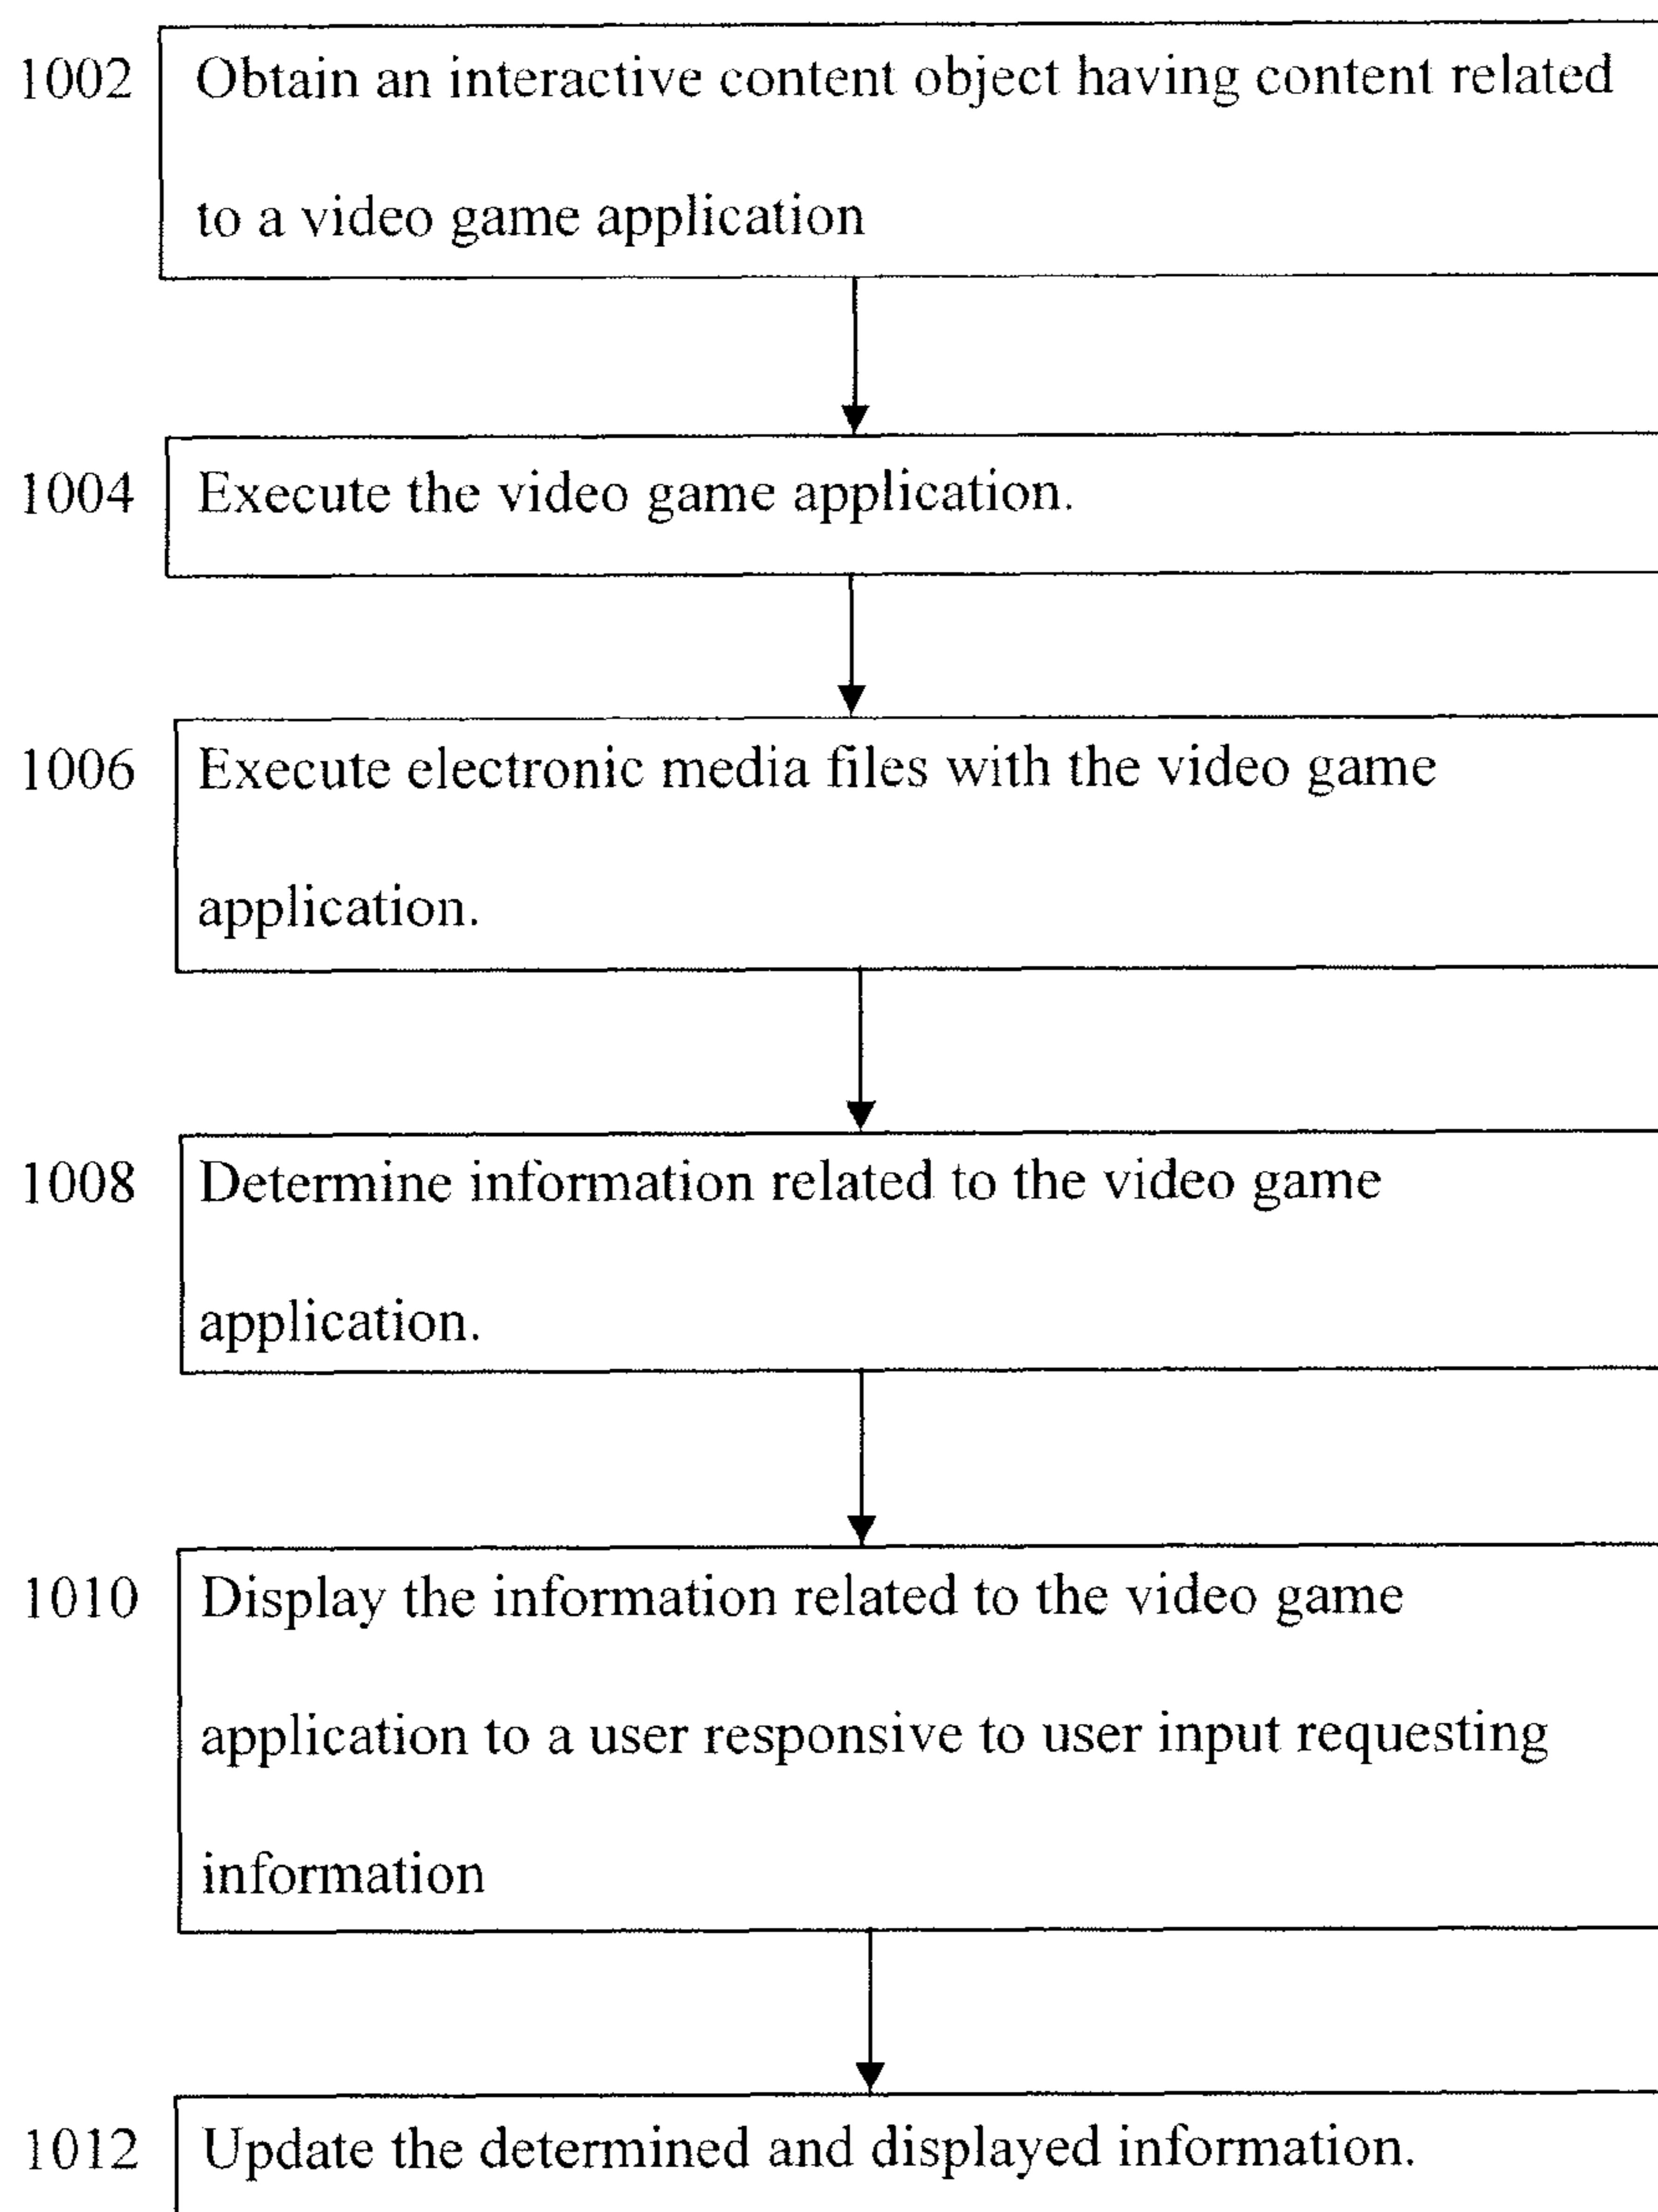 1002 Obtain an interactive content object having content related
to a video game application
1004 Execute the video game application.
1006 Execute electronic media files with the video game
application.
1008 Determine information related to the video game
application.
1010 Display the information related to the video game
application to a user responsive to user input requesting
information
1012 Update the determined and displayed information.